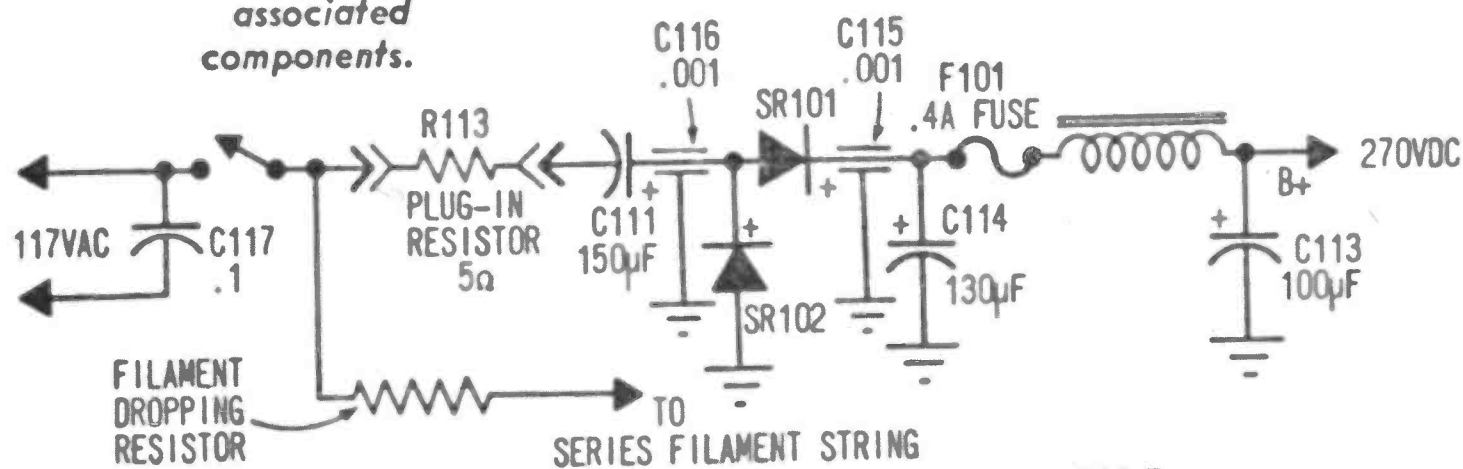 associated
components.
C116
.001
C115
.001
F101
.4A FUSE
SR101
R113
270VDC
B+
PLUG-IN
RESISTOR
5Ω
+
C111
150µF
+
+
SR102
+
C114
130µF
+
C113
100µF
117VAC
C117
.1
FILAMENT
DROPPING
RESISTOR
TO
SERIES FILAMENT STRING